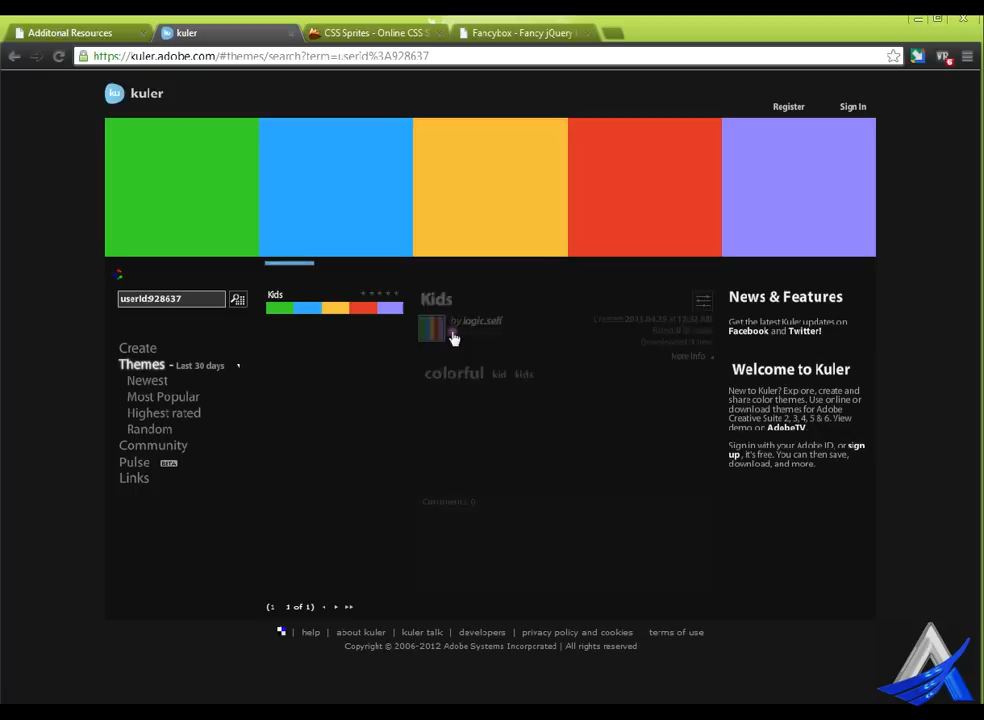 Additonal Resources
kuler
CSS Sprites - Online CSS S
Fancybox - Fancy jQuery l
https://kuler.adobe.com/#themes/search?term=userId%3A928637
ku kuler
Register Sign In
userId:928637
Create
Themes - Last 30 days
Newest
Most Popular
Highest rated
Random
Community
Pulse BETA
Links
Kids
(1 - 1 of 1)
Kids
by logic.self
More Info
colorful kid kids
Comments: 0
News & Features
Get the latest Kuler updates on
Facebook and Twitter!
Welcome to Kuler
New to Kuler? Explore, create and
share color themes. Use online or
download themes for Adobe
Creative Suite 2, 3, 4, 5 & 6. View
demo on AdobeTV.
Sign in with your Adobe ID, or sign
up, it's free. You can then save,
download, and more.
| help | about kuler | kuler talk | developers | privacy policy and cookies terms of use
Copyright © 2006-2012 Adobe Systems Incorporated | All rights reserved